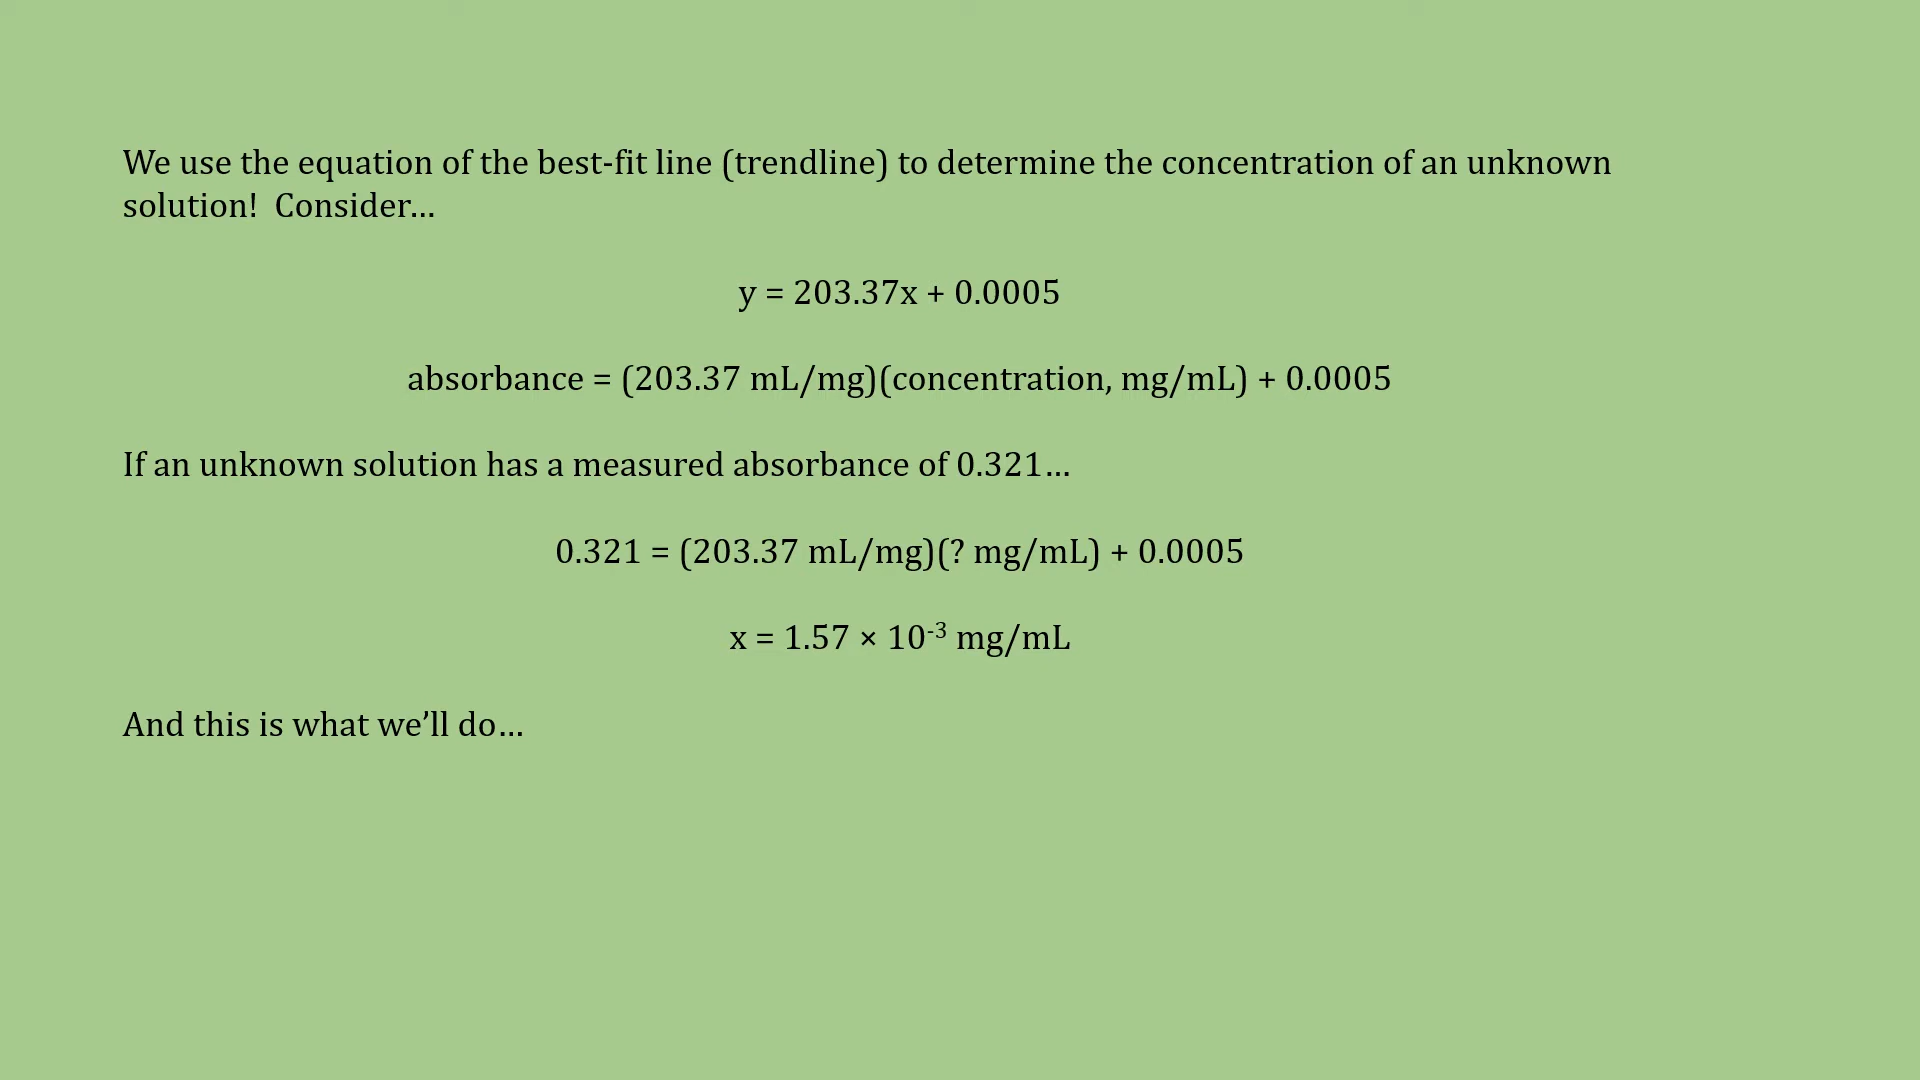 We use the equation of the best-fit line (trendline) to determine the concentration of an unknown
solution!  Consider…
y = 203.37x + 0.0005
absorbance = (203.37 mL/mg)(concentration, mg/mL) + 0.0005
If an unknown solution has a measured absorbance of 0.321…
0.321 = (203.37 mL/mg)(? mg/mL) + 0.0005
x = 1.57 × 10⁻³ mg/mL
And this is what we’ll do…